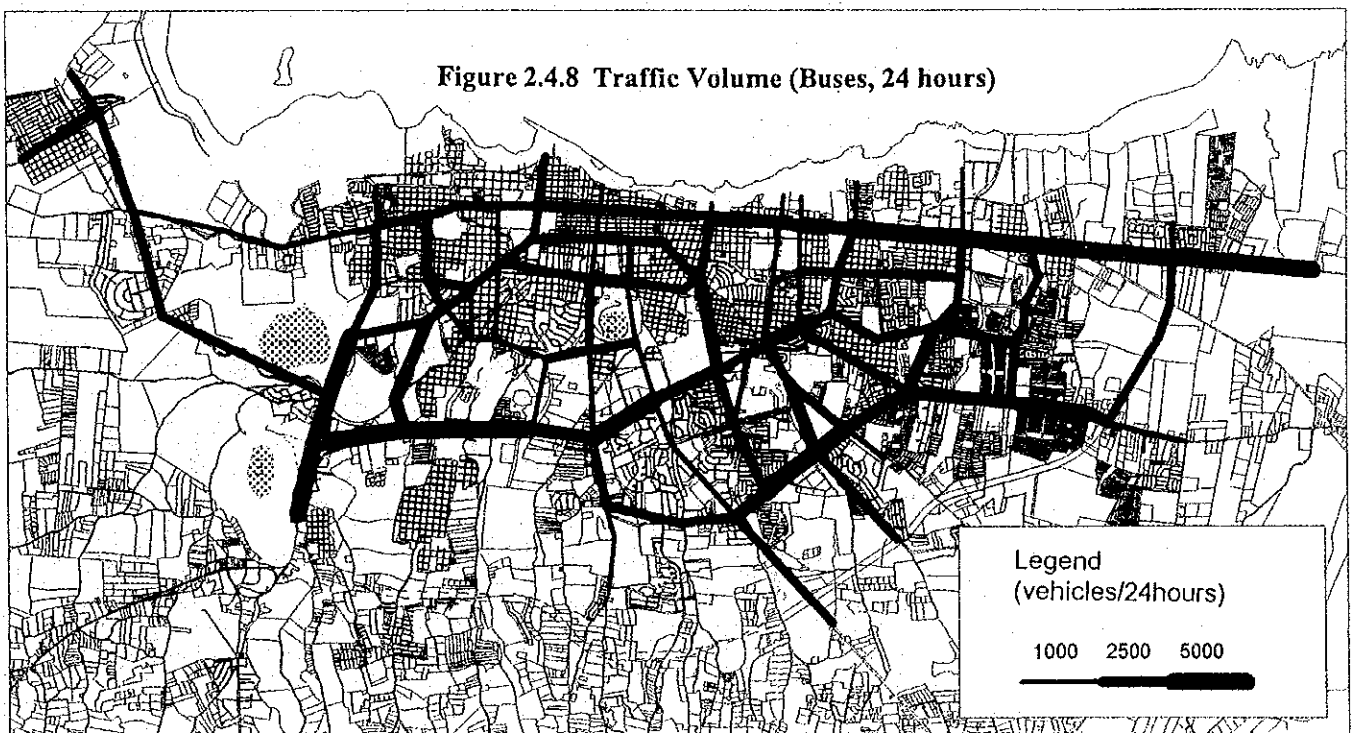 Figure 2.4.8 Traffic Volume (Buses, 24 hours)
Legend
(vehicles/24hours)
1000 2500 5000